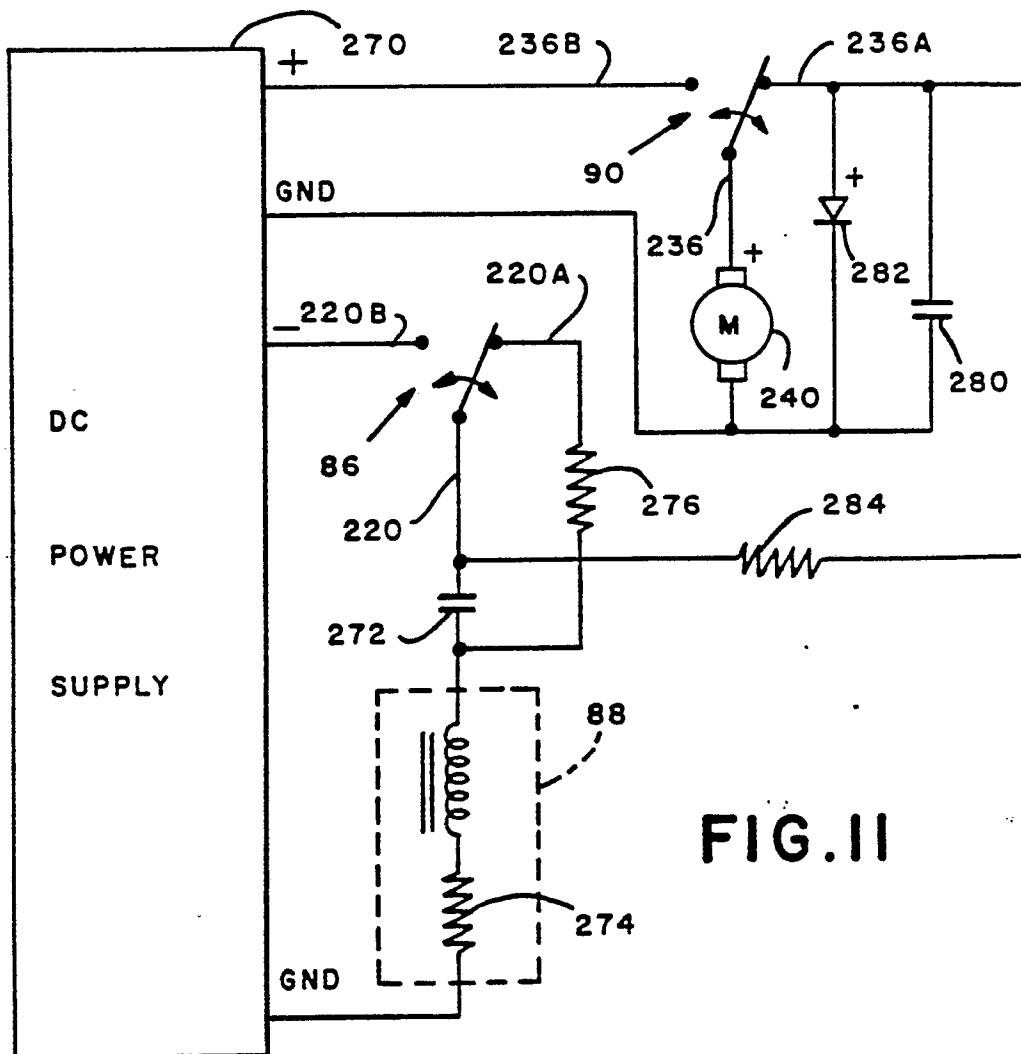 270
236B
236A
+
90
GND
236
+
+
282
M
240
280
220A
− 220B
DC
86
220
276
284
POWER
272
SUPPLY
88
FIG.11
274
GND